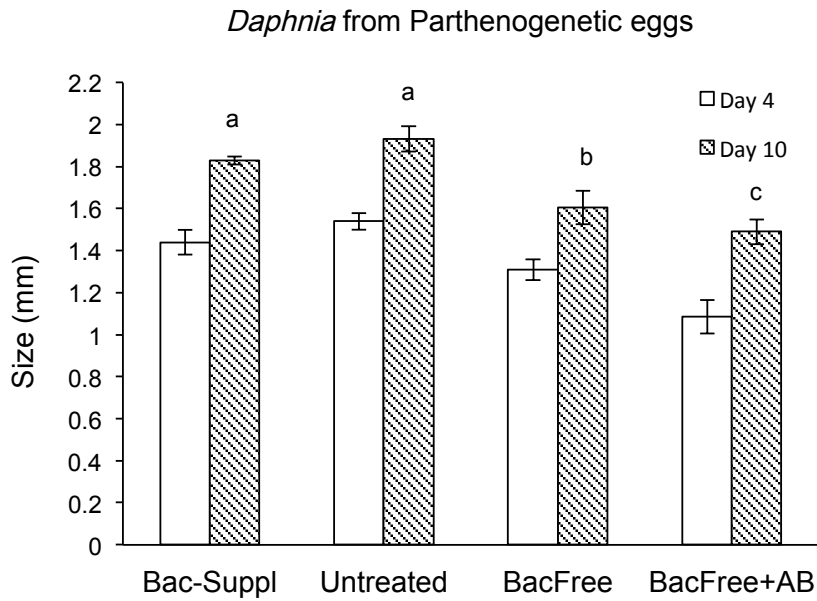 Daphnia from Parthenogenetic eggs
2.2
2
1.8
1.6
1.4
1.2
1
0.8
0.6
0.4
0.2
0
Size (mm)
a
a
b
c
Day 4
Day 10
Bac-Suppl
Untreated
BacFree
BacFree+AB